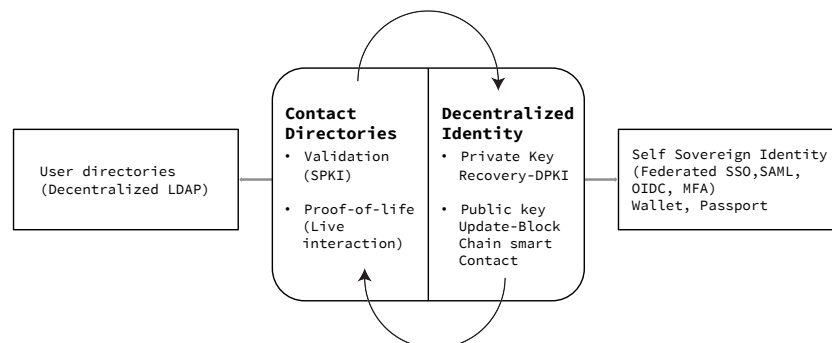 User directories
(Decentralized LDAP)
Contact
Directories
• Validation
(SPKI)
• Proof-of-life
(Live
interaction)
Decentralized
Identity
• Private Key
Recovery-DPKI
• Public key
Update-Block
Chain smart
Contact
Self Sovereign Identity
(Federated SSO,SAML,
OIDC, MFA)
Wallet, Passport